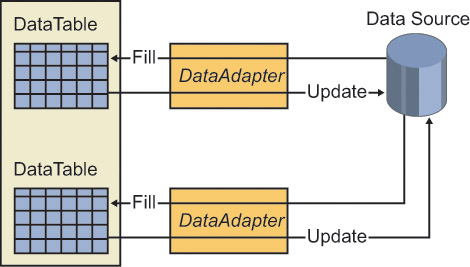 DataTable
Data Source
Fill
DataAdapter
Update
DataTable
Fill
DataAdapter
Update